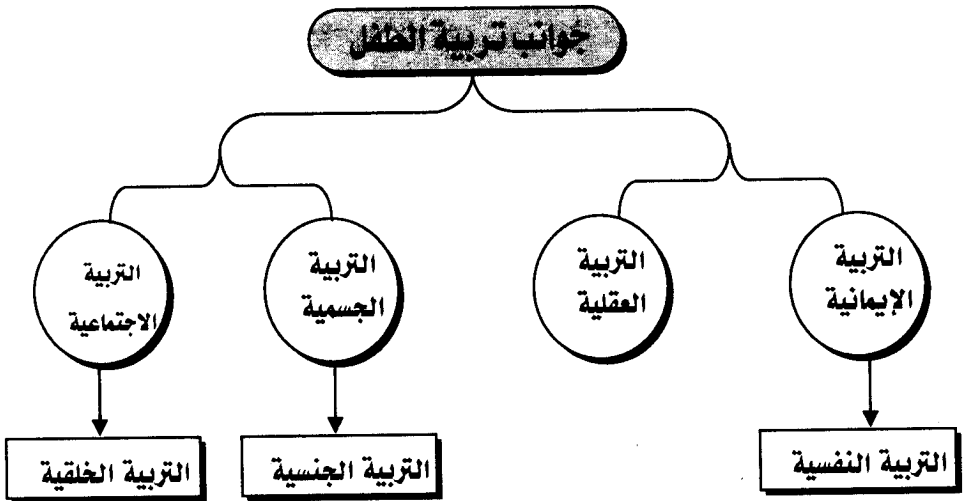 جوانب تربية الطفل
التربية
الإيمانية
التربية
العقلية
التربية
الجسمية
التربية
الاجتماعية
التربية النفسية
التربية الجنسية
التربية الخلقية